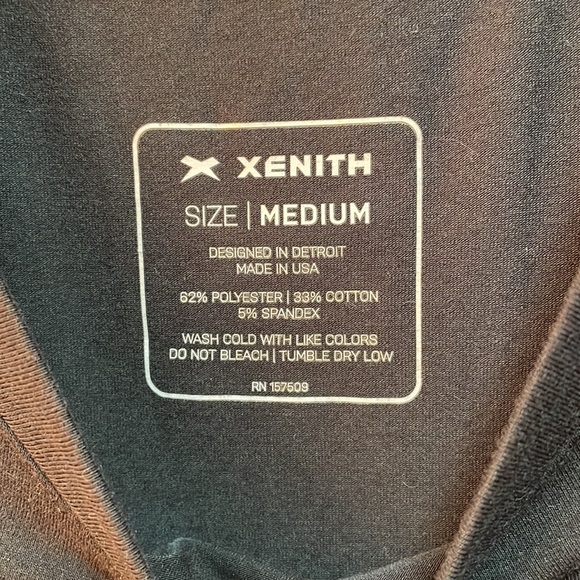 XENITH
SIZE | MEDIUM
DESIGNED IN DETROIT
MADE IN USA
62% POLYESTER | 33% COTTON
5% SPANDEX
WASH COLD WITH LIKE COLORS
DO NOT BLEACH | TUMBLE DRY LOW
RN 157509